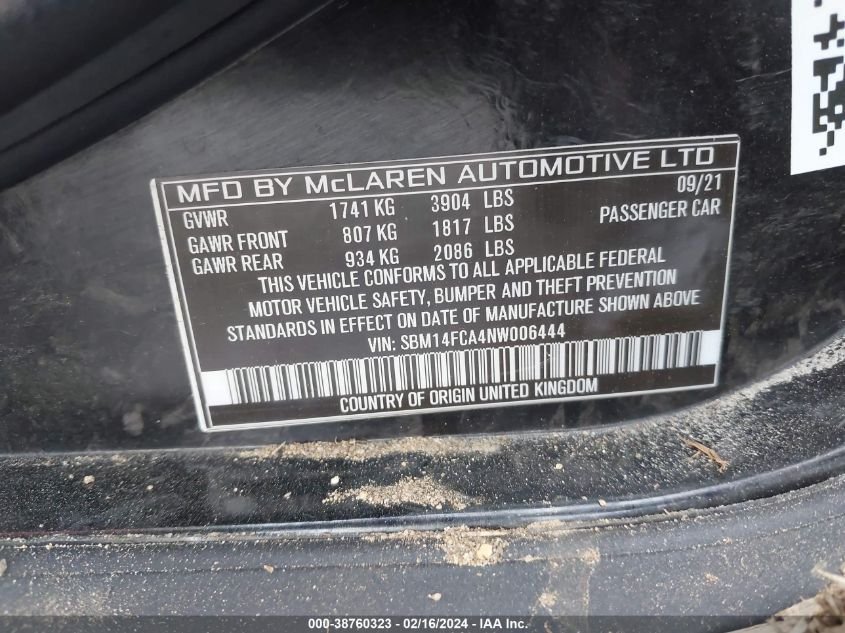 MFD BY McLAREN AUTOMOTIVE LTD
09/21
GVWR 1741 KG 3904 LBS
GAWR FRONT 807 KG 1817 LBS PASSENGER CAR
GAWR REAR 934 KG 2086 LBS
THIS VEHICLE CONFORMS TO ALL APPLICABLE FEDERAL
MOTOR VEHICLE SAFETY, BUMPER AND THEFT PREVENTION
STANDARDS IN EFFECT ON DATE OF MANUFACTURE SHOWN ABOVE
VIN: SBM14FCA4NW006444
COUNTRY OF ORIGIN UNITED KINGDOM
000-38760323 - 02/16/2024 - IAA Inc.